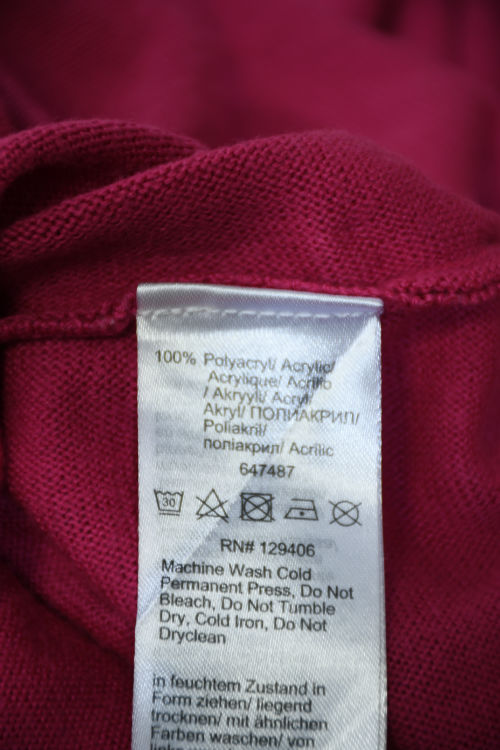 100% Polyacryl/ Acrylic/
Acrylique/ Acrilico
/ Akryyli/ Acryl/
Akryl/ ПОЛИАКРИЛ/
Poliakril/
поліакрил/ Acrilic
647487
30
RN# 129406
Machine Wash Cold
Permanent Press, Do Not
Bleach, Do Not Tumble
Dry, Cold Iron, Do Not
Dryclean
in feuchtem Zustand in
Form ziehen/ liegend
trocknen/ mit ähnlichen
Farben waschen/ von